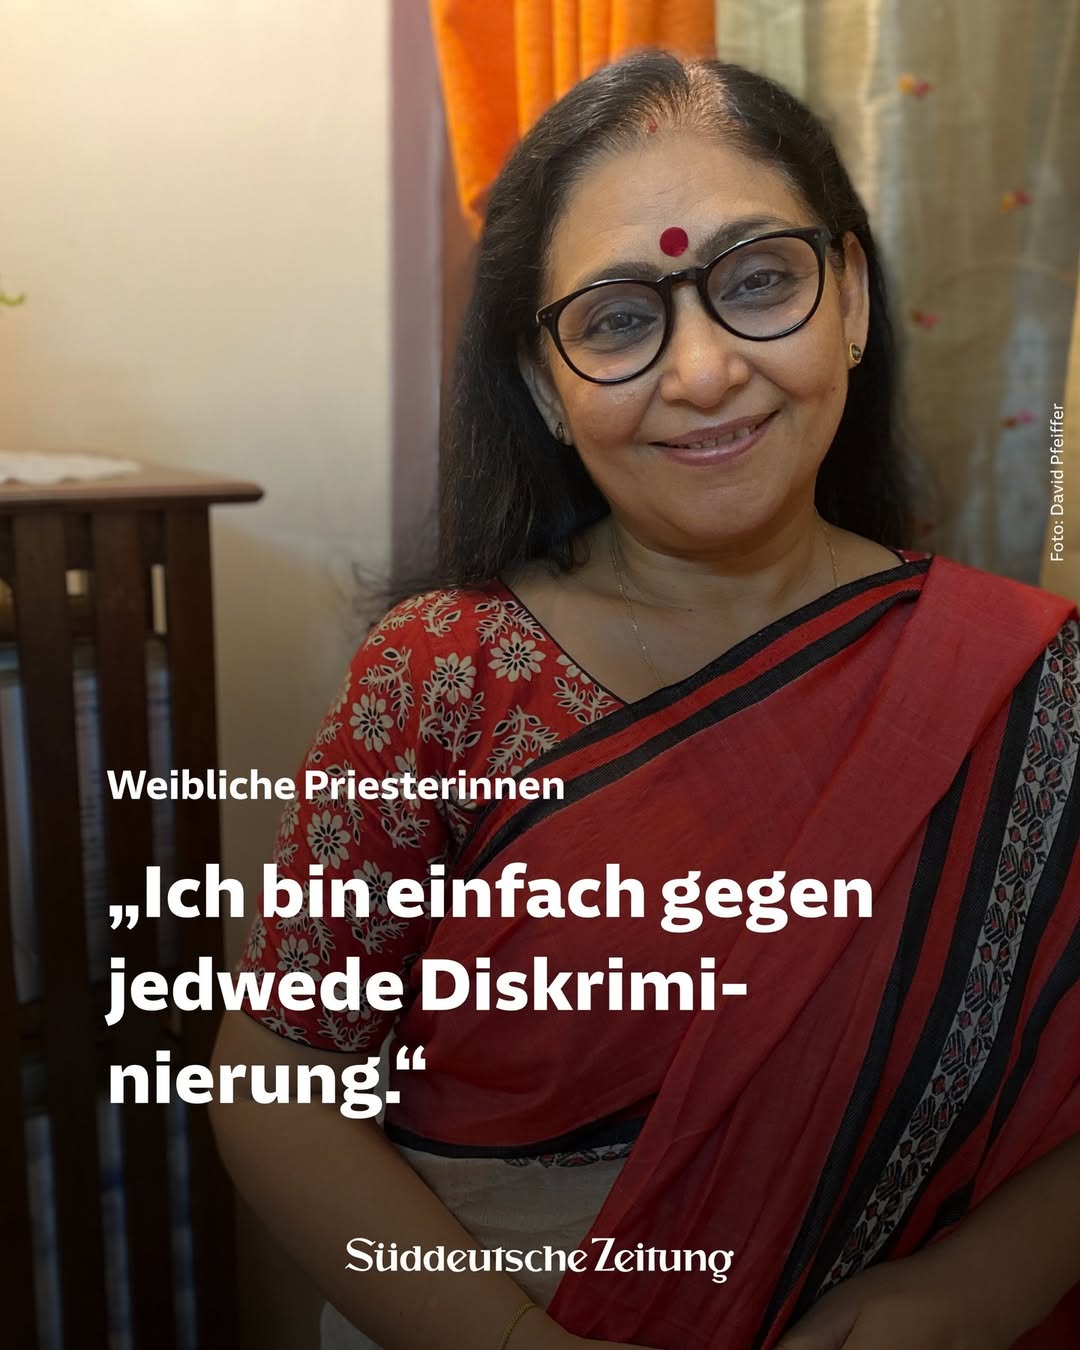 Foto: David Pfeiffer
Weibliche Priesterinnen
„Ich bin einfach gegen
jedwede Diskrimi-
nierung.“
Süddeutsche Zeitung